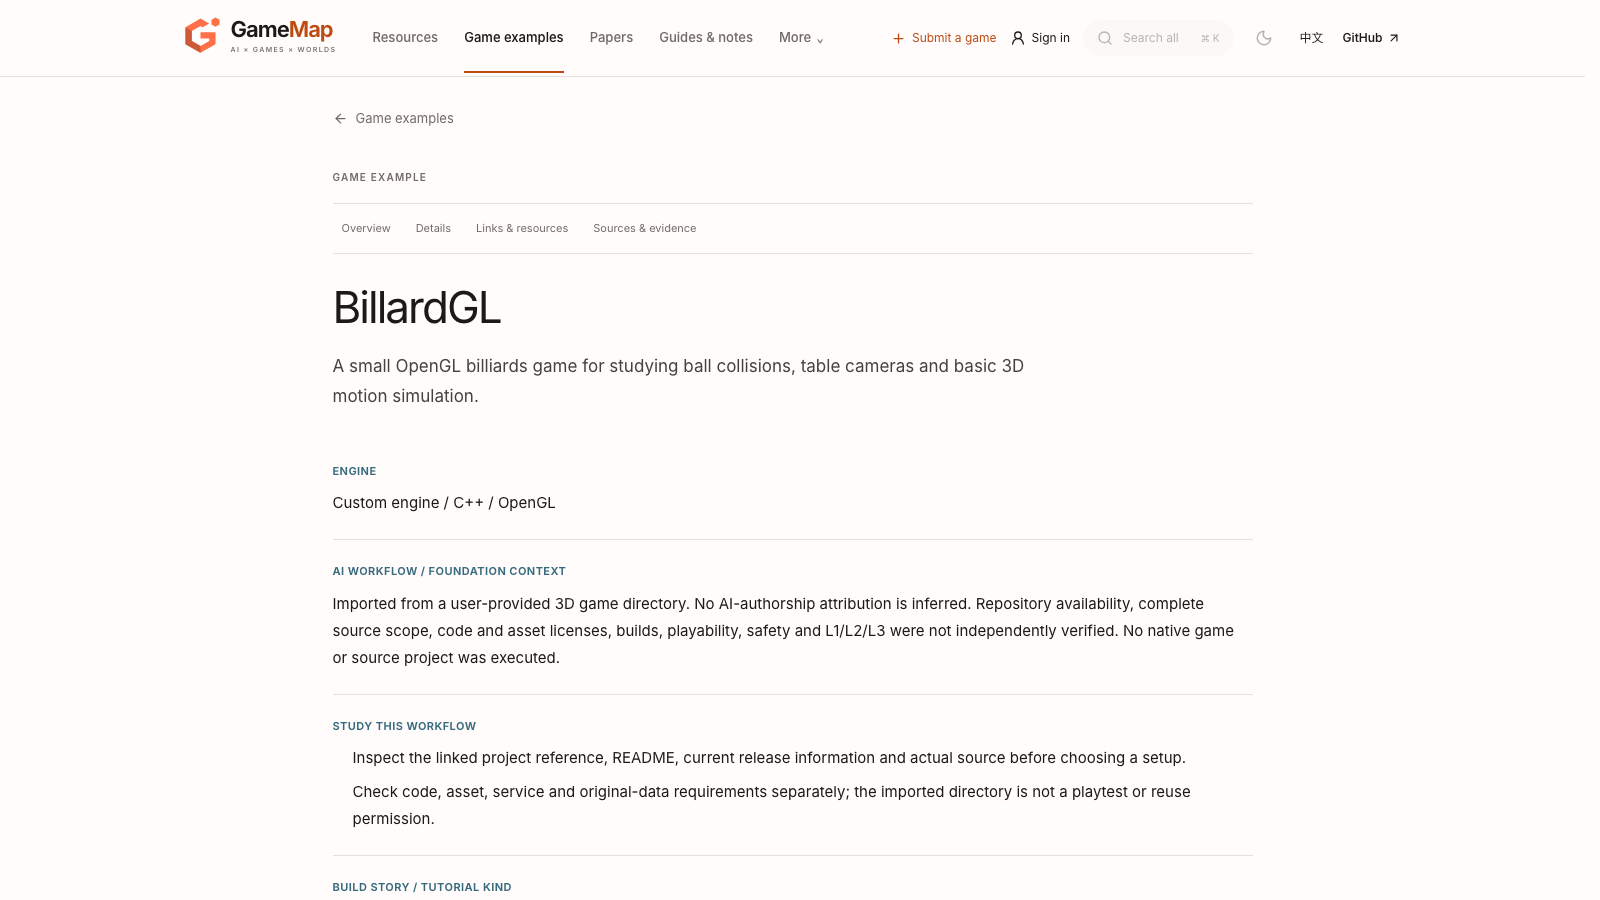 GameMap
AI × GAMES × WORLDS
Resources
Game examples
Papers
Guides & notes
More
Submit a game
Sign in
Search all
⌘ K
中文
GitHub
Game examples
GAME EXAMPLE
Overview
Details
Links & resources
Sources & evidence
BillardGL
A small OpenGL billiards game for studying ball collisions, table cameras and basic 3D
motion simulation.
ENGINE
Custom engine / C++ / OpenGL
AI WORKFLOW / FOUNDATION CONTEXT
Imported from a user-provided 3D game directory. No AI-authorship attribution is inferred. Repository availability, complete
source scope, code and asset licenses, builds, playability, safety and L1/L2/L3 were not independently verified. No native game
or source project was executed.
STUDY THIS WORKFLOW
Inspect the linked project reference, README, current release information and actual source before choosing a setup.
Check code, asset, service and original-data requirements separately; the imported directory is not a playtest or reuse
permission.
BUILD STORY / TUTORIAL KIND